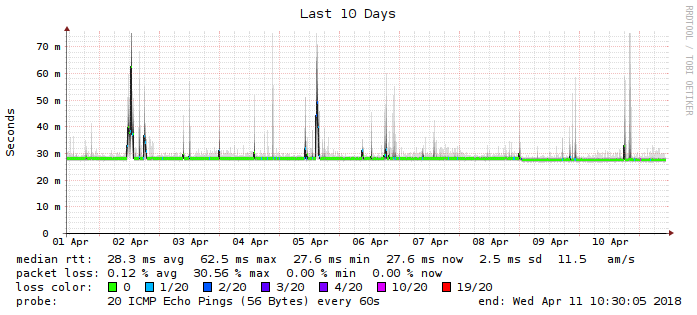 Last 10 Days
RRDTOOL / TOBI OETIKER
Seconds
70 m
60 m
50 m
40 m
30 m
20 m
10 m
0
01 Apr 02 Apr 03 Apr 04 Apr 05 Apr 06 Apr 07 Apr 08 Apr 09 Apr 10 Apr
median rtt: 28.3 ms avg 62.5 ms max 27.6 ms min 27.6 ms now 2.5 ms sd 11.5 am/s
packet loss: 0.12 % avg 30.56 % max 0.00 % min 0.00 % now
loss color: 0 1/20 2/20 3/20 4/20 10/20 19/20
probe: 20 ICMP Echo Pings (56 Bytes) every 60s end: Wed Apr 11 10:30:05 2018